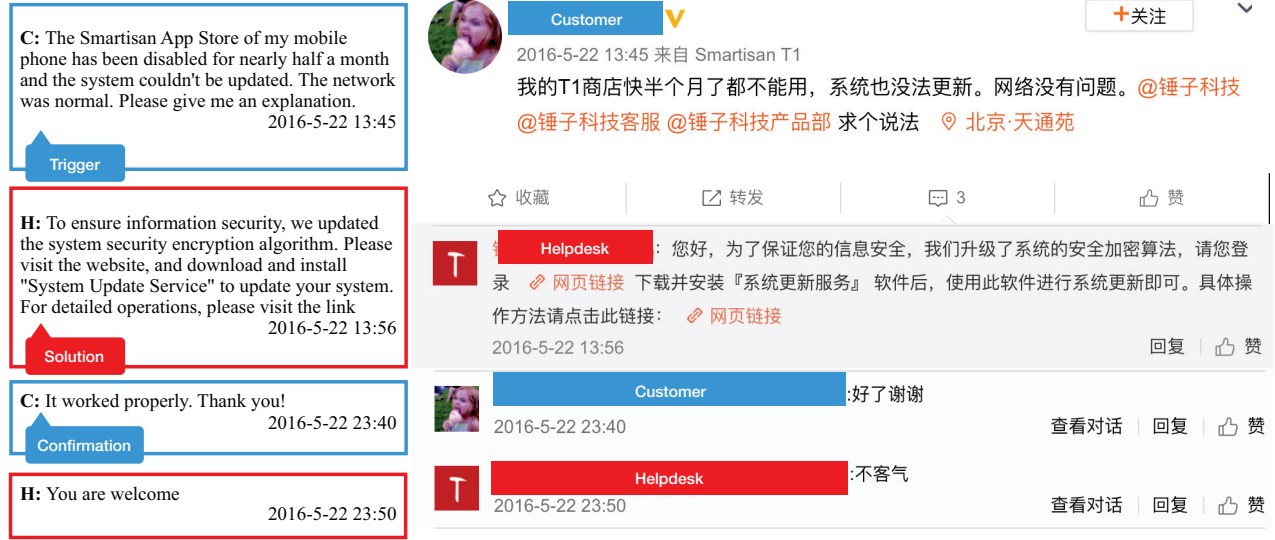 C: The Smartisan App Store of my mobile
phone has been disabled for nearly half a month
and the system couldn't be updated. The network
was normal. Please give me an explanation.
2016-5-22 13:45
Trigger
H: To ensure information security, we updated
the system security encryption algorithm. Please
visit the website, and download and install
"System Update Service" to update your system.
For detailed operations, please visit the link
2016-5-22 13:56
Solution
C: It worked properly. Thank you!
2016-5-22 23:40
Confirmation
H: You are welcome
2016-5-22 23:50
Customer V
+关注
2016-5-22 13:45 来自 Smartisan T1
我的T1商店快半个月了都不能用，系统也没法更新。网络没有问题。@锤子科技
@锤子科技客服 @锤子科技产品部 求个说法 北京·天通苑
收藏 转发 3 赞
T
Helpdesk ：您好，为了保证您的信息安全，我们升级了系统的安全加密算法，请您登
录 网页链接 下载并安装『系统更新服务』 软件后，使用此软件进行系统更新即可。具体操
作方法请点击此链接： 网页链接
2016-5-22 13:56 回复 赞
Customer :好了谢谢
2016-5-22 23:40 查看对话 回复 赞
T
Helpdesk :不客气
2016-5-22 23:50 查看对话 回复 赞